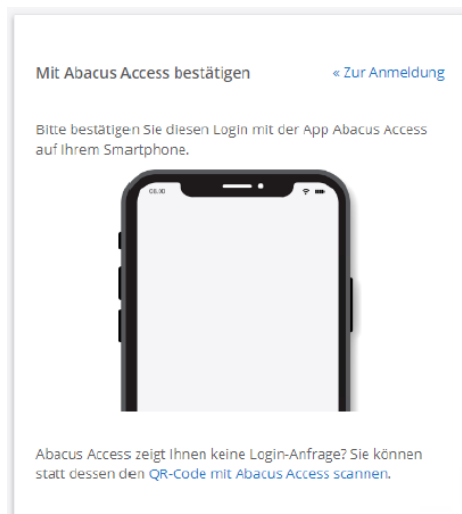 Mit Abacus Access bestätigen
« Zur Anmeldung
Bitte bestätigen Sie diesen Login mit der App Abacus Access
auf Ihrem Smartphone.
Abacus Access zeigt Ihnen keine Login-Anfrage? Sie können
statt dessen den QR-Code mit Abacus Access scannen.